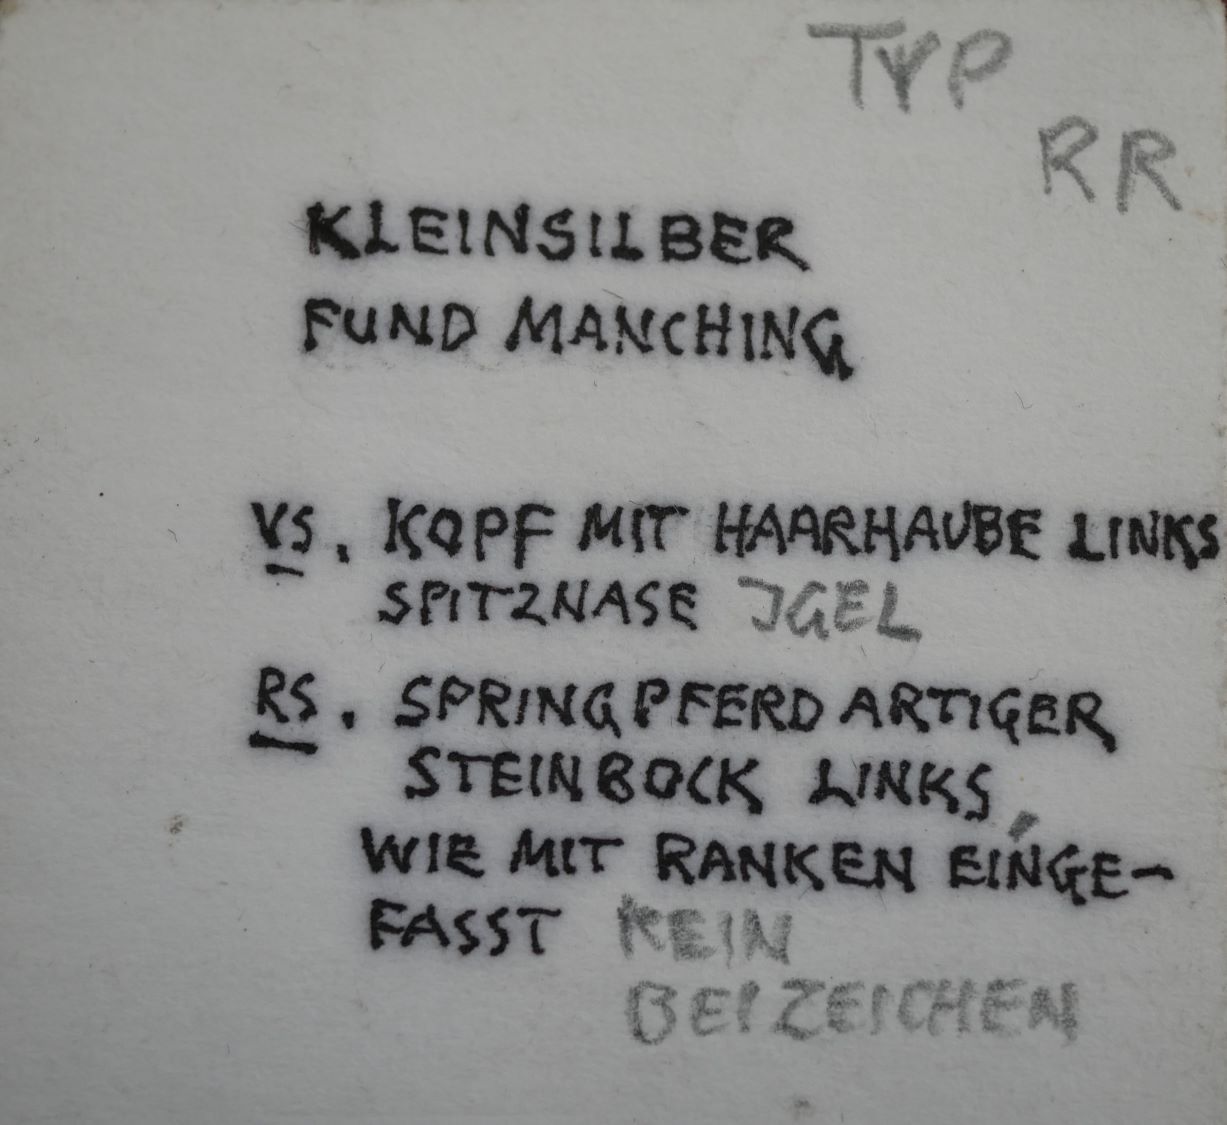 TYP
RR
KLEINSILBER
FUND MANCHING
VS. KOPF MIT HAARHAUBE LINKS
SPITZNASE IGEL
RS. SPRINGPFERDARTIGER
STEINBOCK LINKS,
WIE MIT RANKEN EINGE-
FASST KEIN
BEIZEICHEN